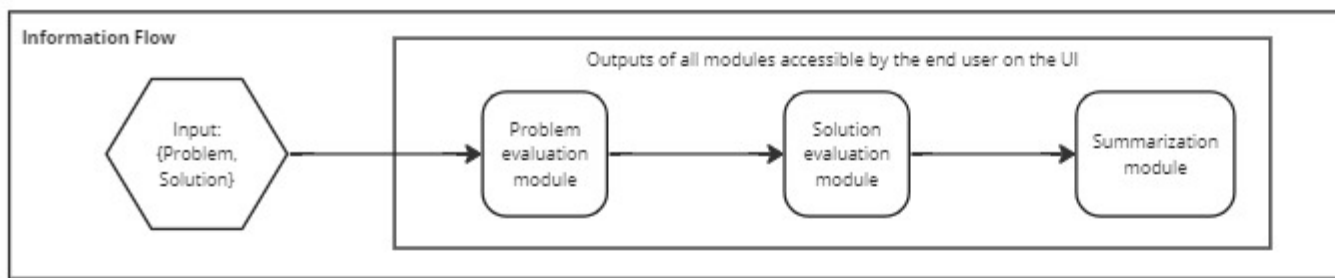 Information Flow
Outputs of all modules accessible by the end user on the UI
Input:
{Problem,
Solution}
Problem
evaluation
module
Solution
evaluation
module
Summarization
module